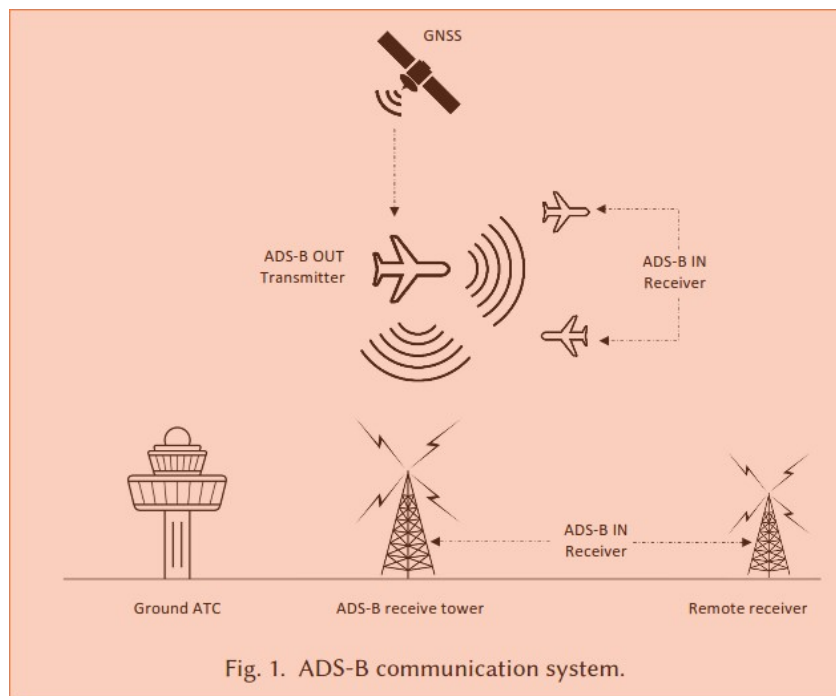 GNSS
ADS-B OUT
Transmitter
ADS-B IN
Receiver
ADS-B IN
Receiver
Ground ATC
ADS-B receive tower
Remote receiver
Fig. 1. ADS-B communication system.